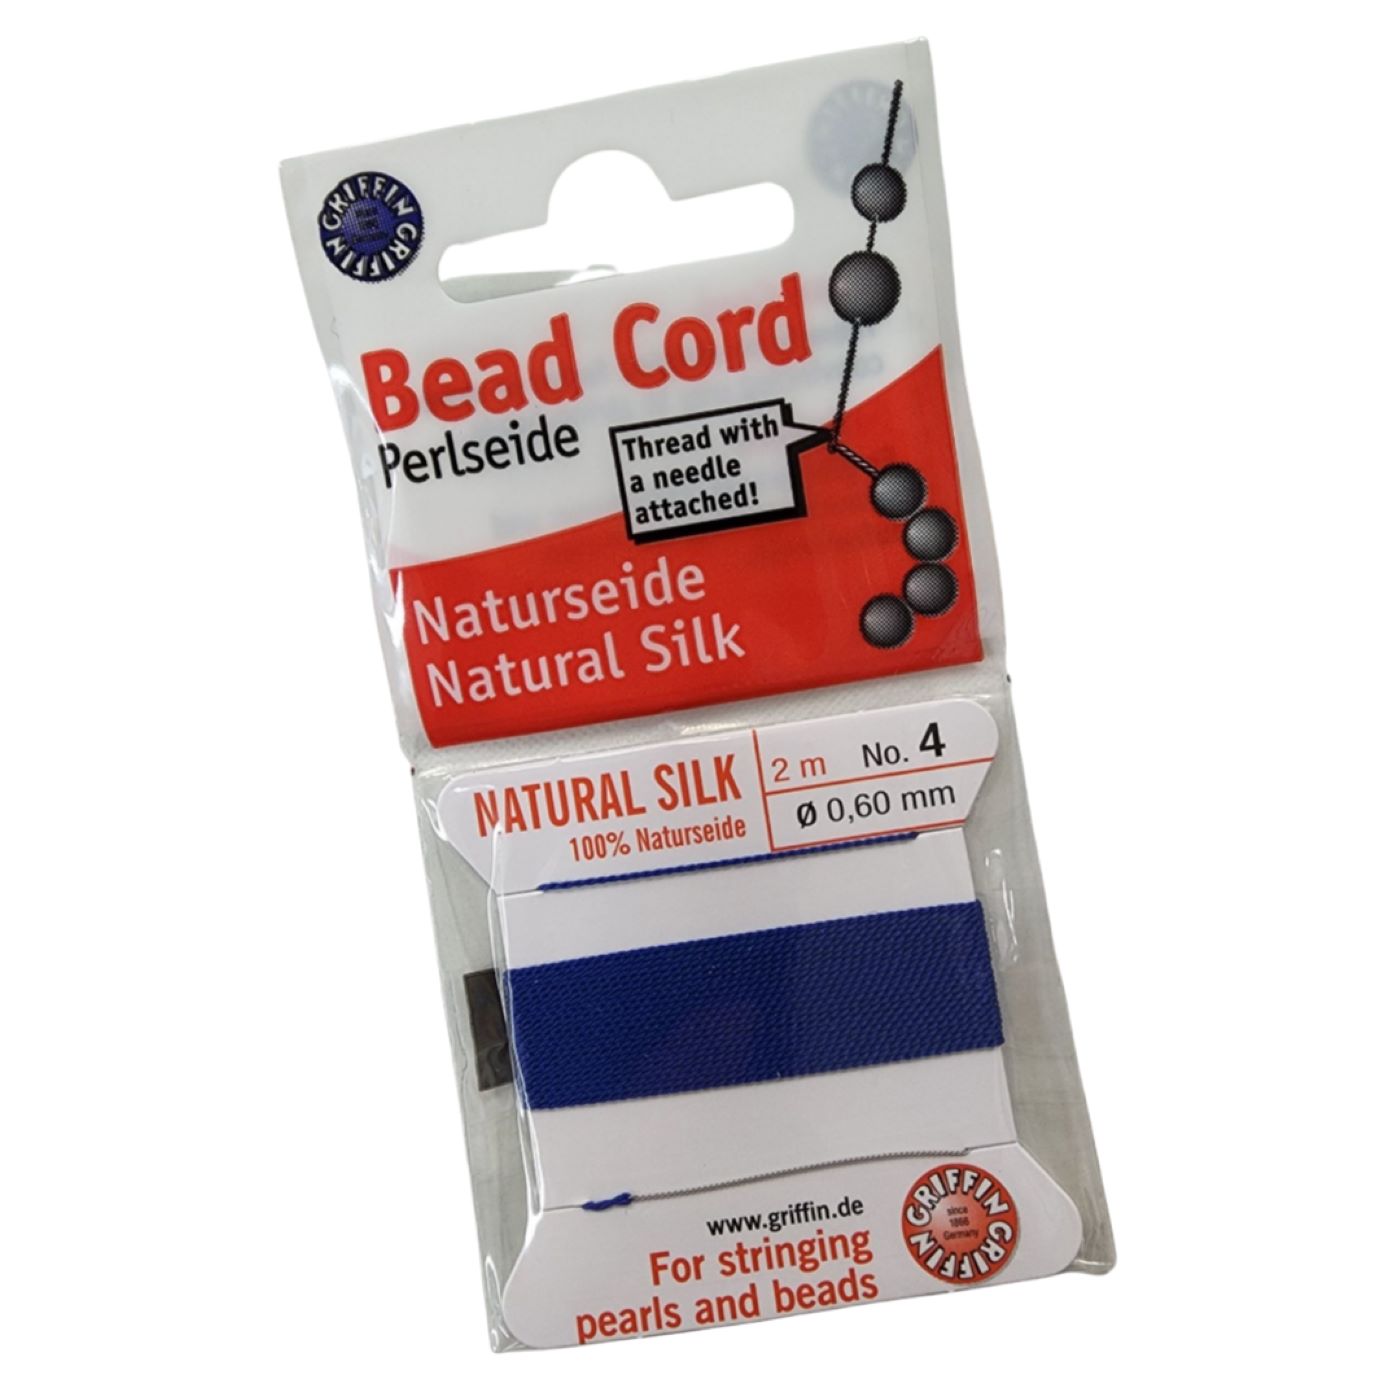 GRIFFIN GRIFFIN
Bead Cord
Perlseide
Thread with
a needle
attached!
Naturseide
Natural Silk
NATURAL SILK
100% Naturseide
2 m No. 4
Ø 0,60 mm
www.griffin.de
For stringing
pearls and beads
GRIFFIN GRIFFIN
since
1866
Germany